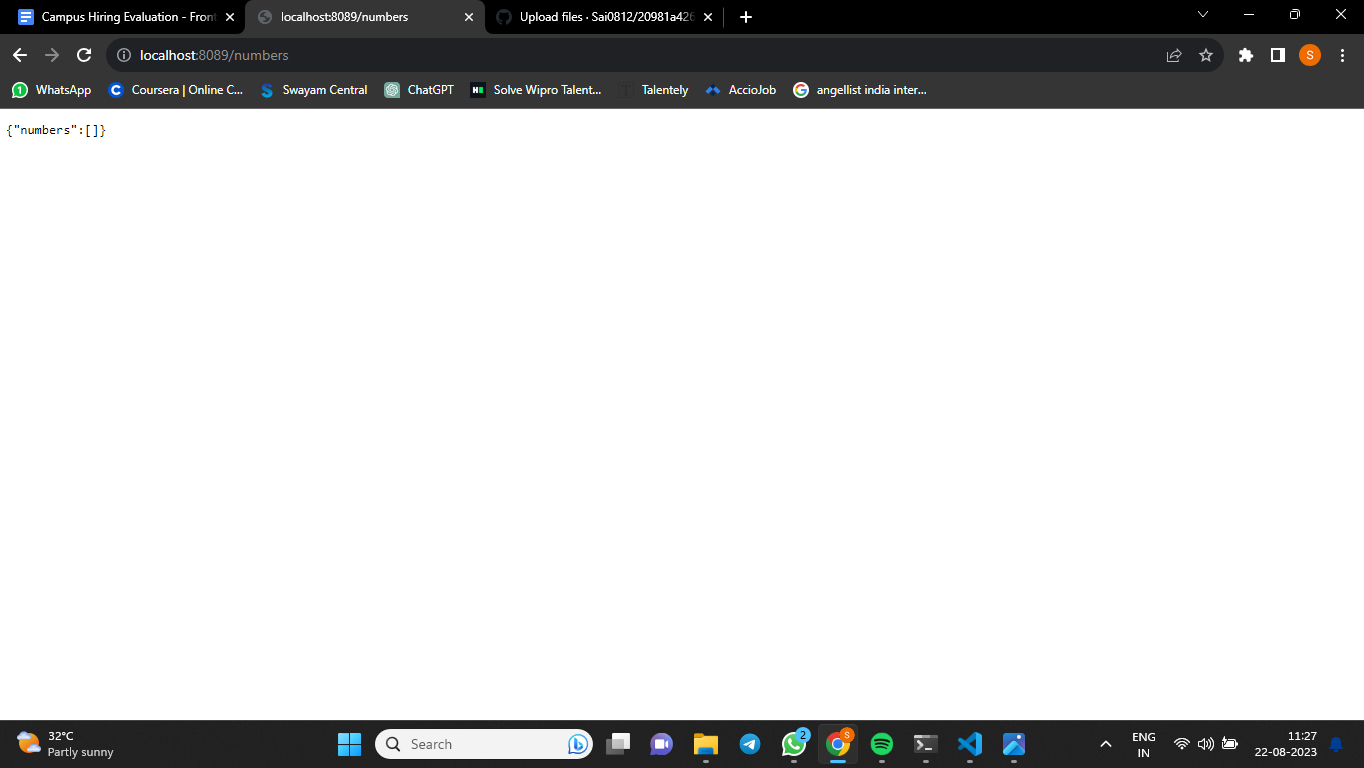 Campus Hiring Evaluation - Front
localhost:8089/numbers
Upload files · Sai0812/20981a426
localhost:8089/numbers
S
WhatsApp
Coursera | Online C...
Swayam Central
ChatGPT
Solve Wipro Talent...
Talentely
AccioJob
angellist india inter...
{"numbers":[]}
32°C
Partly sunny
Search
2
S
ENG
IN
11:27
22-08-2023